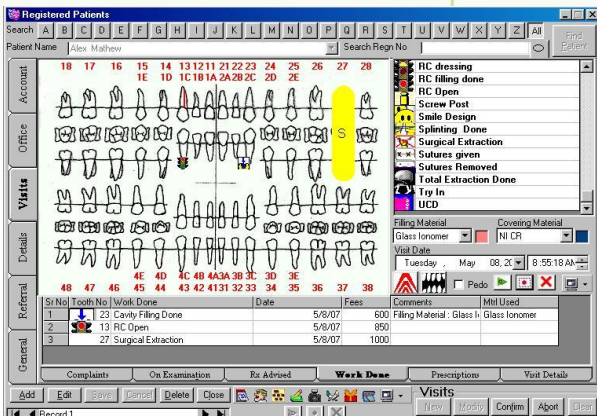 Registered Patients
Search A B C D E F G H I J K L M N O P Q R S T U V W X Y Z All
Find Patient
Patient Name Alex Mathew Search Regn No
Account
Office
Visits
Details
Referral
General
18 17 16 15 14 13 12 11 21 22 23 24 25 26 27 28
1E 1D 1C 1B 1A 2A 2B 2C 2D 2E
S
4E 4D 4C 4B 4A 3A 3B 3C 3D 3E
48 47 46 45 44 43 42 41 31 32 33 34 35 36 37 38
RC dressing
RC filling done
RC Open
Screw Post
Smile Design
Splinting Done
Surgical Extraction
Sutures given
Sutures Removed
Total Extraction Done
Try In
UCD
Filling Material Covering Material
Glass Ionomer NI CR
Visit Date
Tuesday , May 08, 20 8:55:18 AM
Pedo
Sr No Tooth No Work Done Date Fees Comments Mtrl Used
1 23 Cavity Filling Done 5/8/07 600 Filling Material : Glass I Glass Ionomer
2 13 RC Open 5/8/07 850
3 27 Surgical Extraction 5/8/07 1000
Complaints On Examination Rx Advised Work Done Prescriptions Visit Details
Add Edit Save Cancel Delete Close
Visits
New Modify Confirm Abort Clear
Record 1